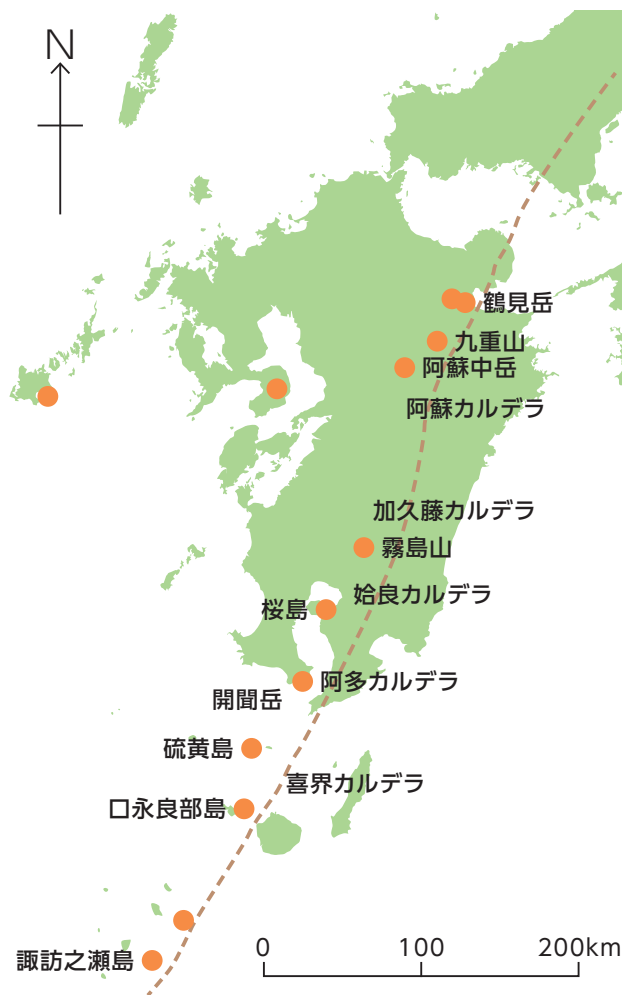 N
鶴見岳
九重山
阿蘇中岳
阿蘇カルデラ
加久藤カルデラ
霧島山
姶良カルデラ
桜島
阿多カルデラ
開聞岳
硫黄島
喜界カルデラ
口永良部島
諏訪之瀬島
0 100 200km